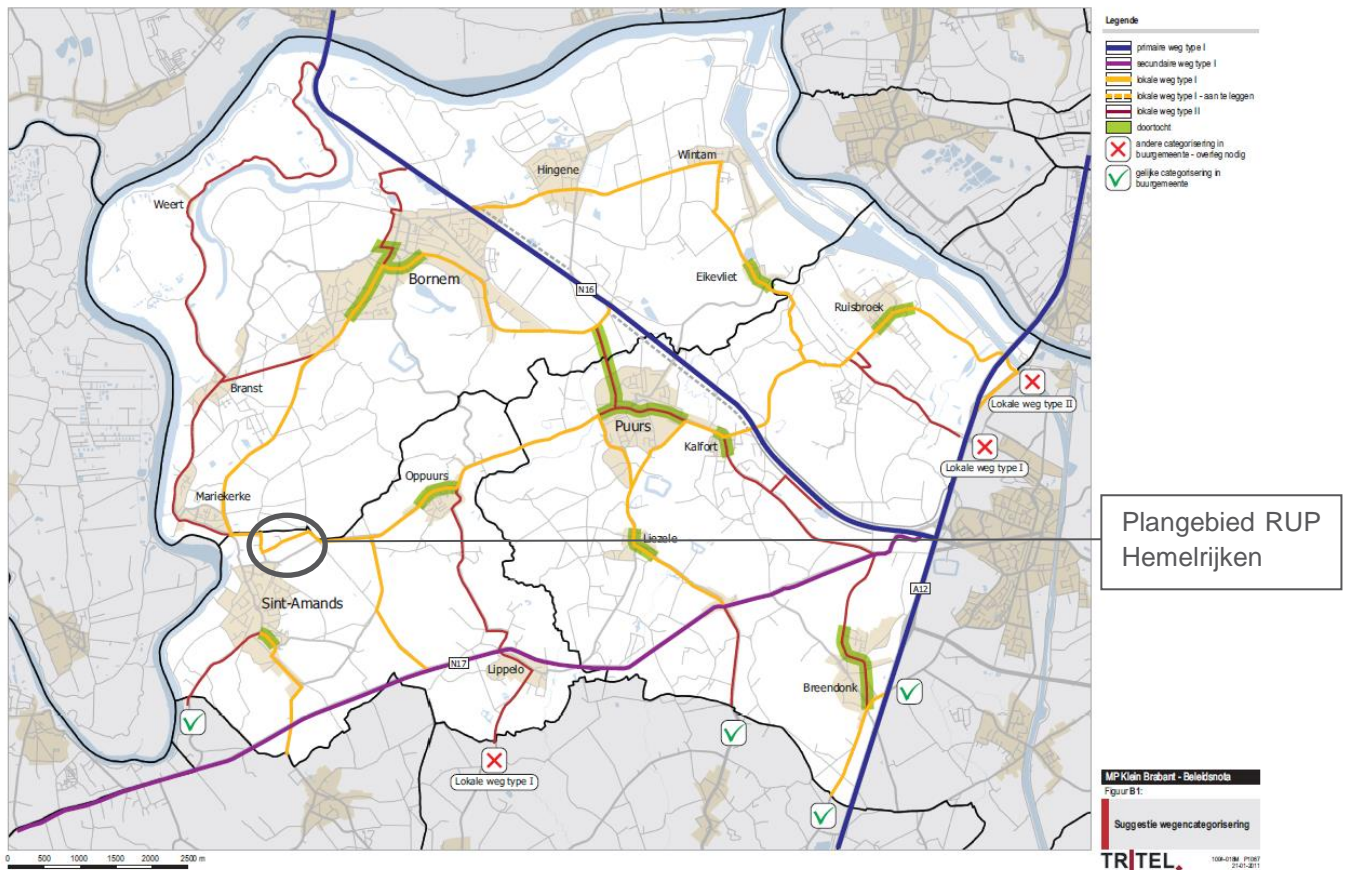 Legende
primaire weg type I
secundaire weg type I
lokale weg type I
lokale weg type I - aan te leggen
lokale weg type II
doortocht
andere categorisering in
buurgemeente - overleg nodig
gelijke categorisering in
buurgemeente
Wintam
Hingene
Weert
Bornem
Eikevliet
N16
Ruisbroek
Branst
Lokale weg type II
Puurs
Kalfort
Lokale weg type I
Oppuurs
Mariekerke
Plangebied RUP
Hemelrijken
Liezele
A12
Sint-Amands
N17
Lippelo
Breendonk
Lokale weg type I
MP Klein Brabant - Beleidsnota
Figuur B1:
Suggestie wegencategorisering
TRITEL
21-01-2011
0 500 1000 1500 2000 2500 m